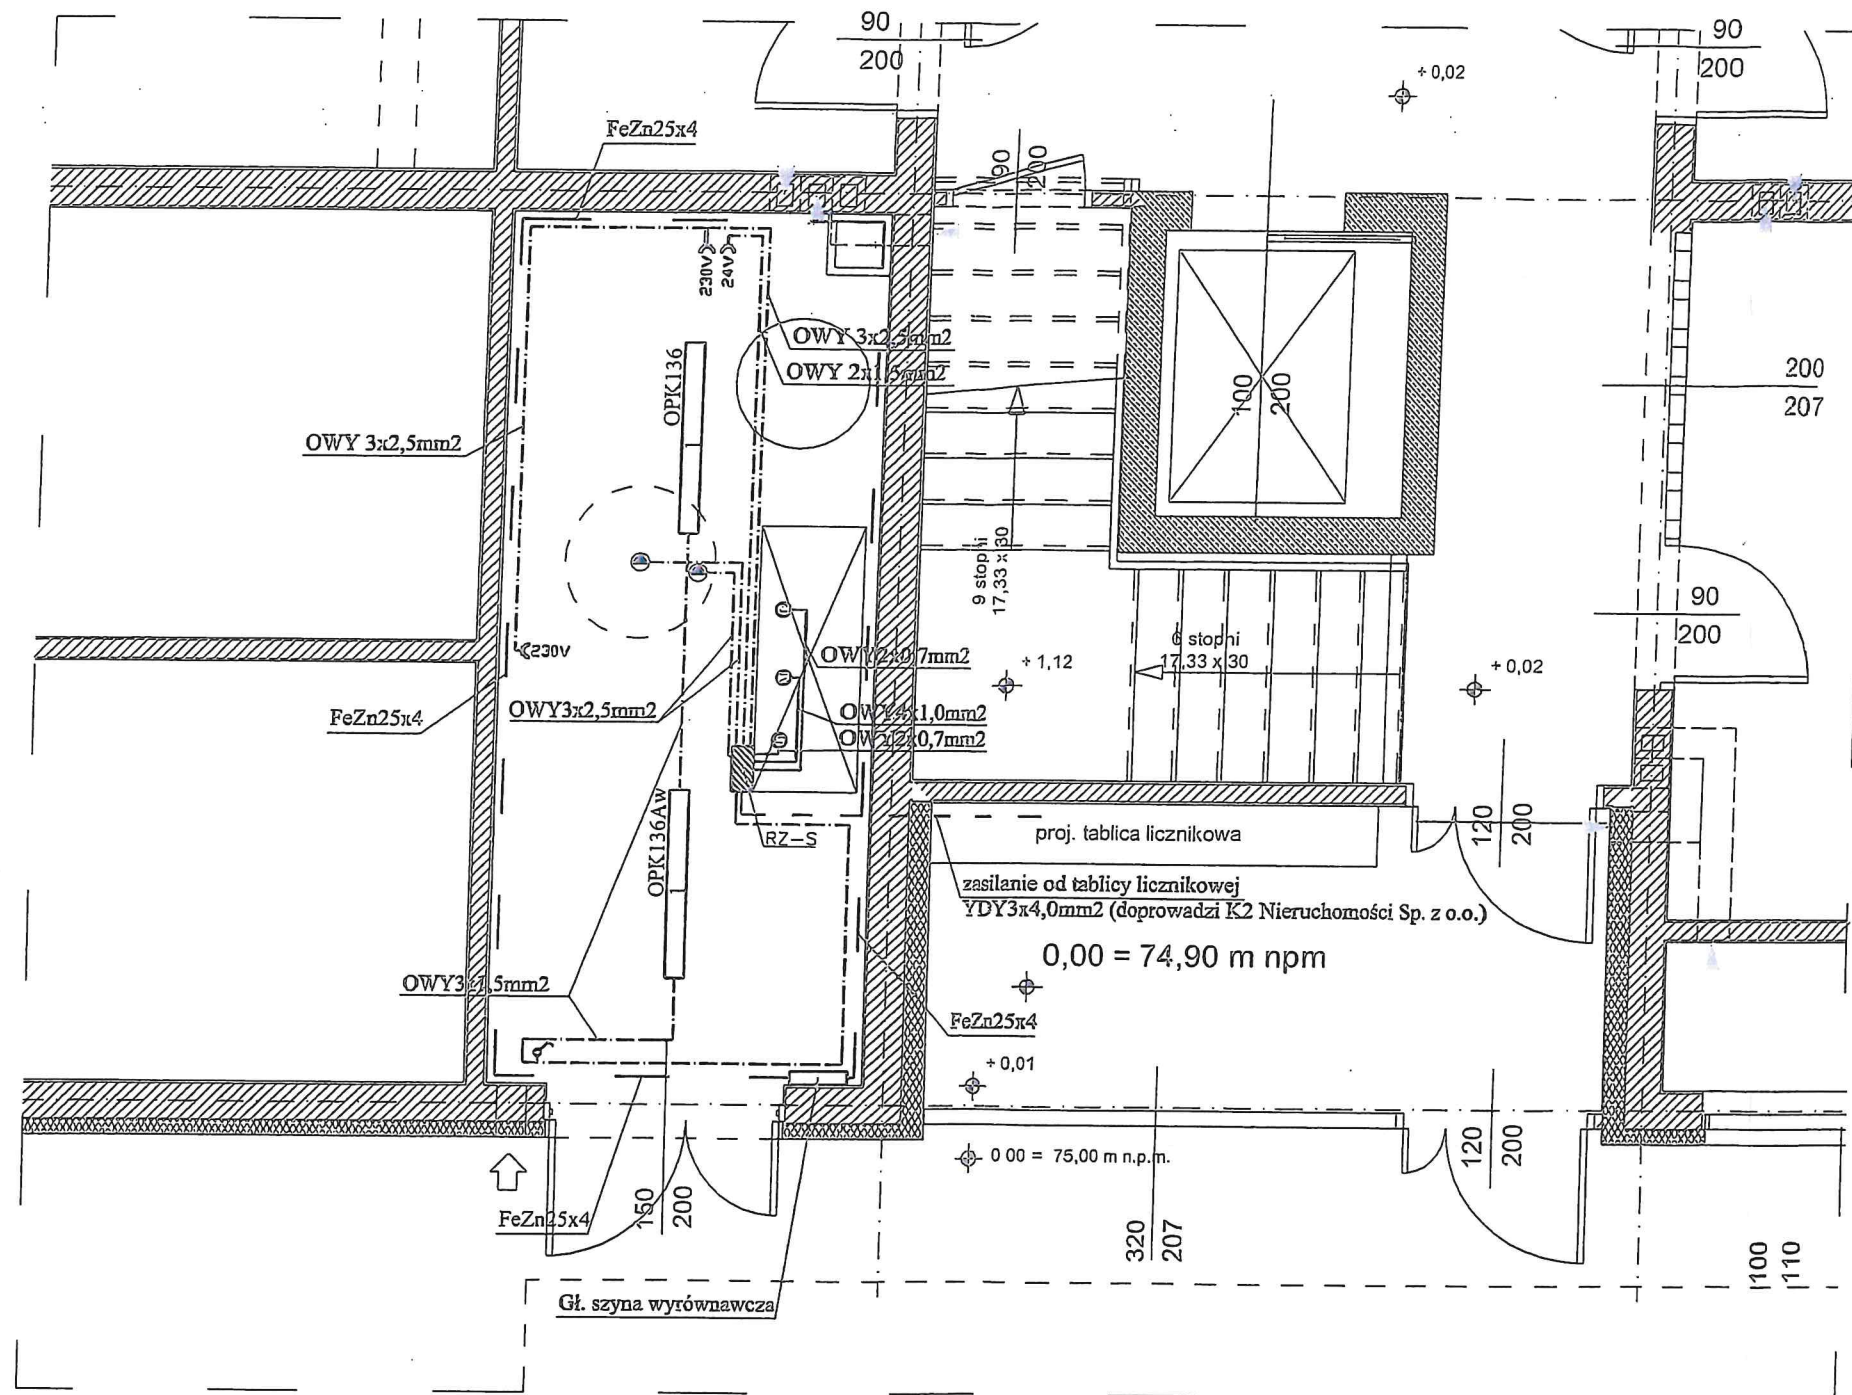 90
200
90
200
+ 0,02
FeZn25x4
90
200
230V
24V
OWY 3x2,5mm2
OWY 2x1,5mm2
OPK136
100
200
200
207
OWY 3x2,5mm2
9 stopni
17,33 x 30
90
200
6 stopni
17,33 x 30
230V
OWY2x0,7mm2
+ 1,12
+ 0,02
FeZn25x4
OWY3x2,5mm2
OWY4x1,0mm2
OWY2x0,7mm2
OPK136Aw
RZ-S
proj. tablica licznikowa
120
200
zasilanie od tablicy licznikowej
YDY3x4,0mm2 (doprowadzi K2 Nieruchomości Sp. z o.o.)
0,00 = 74,90 m npm
OWY3x1,5mm2
FeZn25x4
+ 0,01
0 00 = 75,00 m n.p.m.
120
200
FeZn25x4
150
200
320
207
100
110
Gł. szyna wyrównawcza